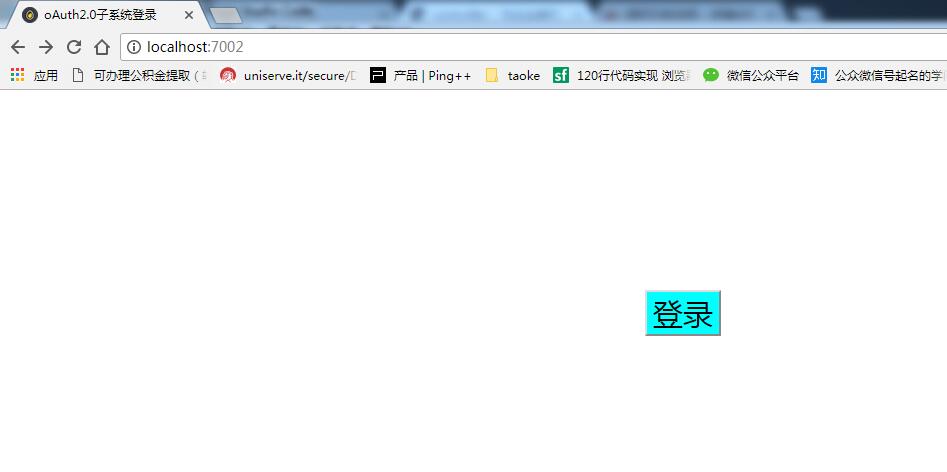 oAuth2.0子系统登录
localhost:7002
应用 可办理公积金提取（ uniserve.it/secure/D 产品 | Ping++ taoke sf 120行代码实现 浏览 微信公众平台 知 公众微信号起名的学
登录